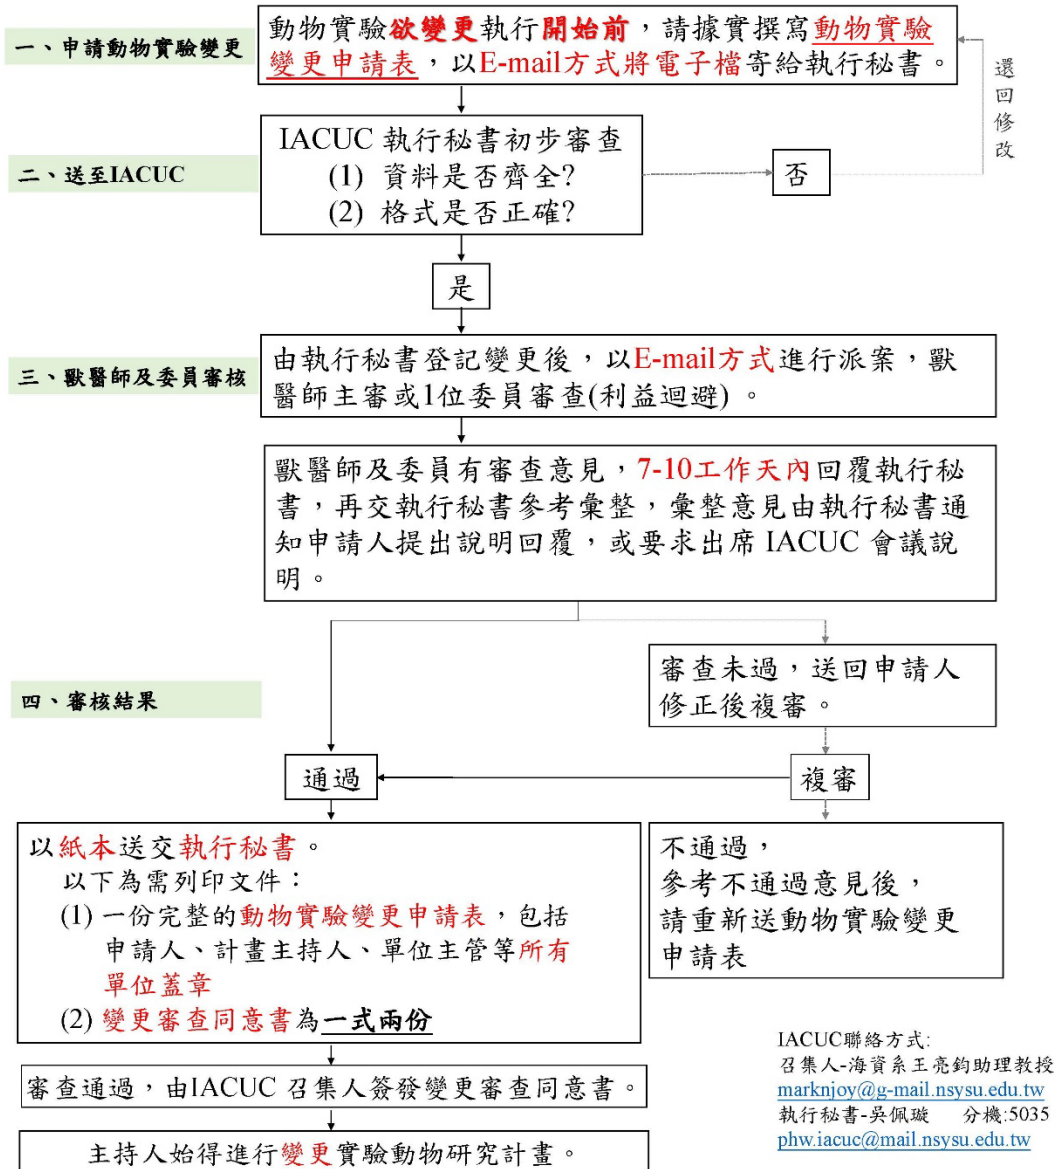 一、申請動物實驗變更
動物實驗欲變更執行開始前，請據實撰寫動物實驗
變更申請表，以E-mail方式將電子檔寄給執行秘書。
還回修改
二、送至IACUC
IACUC 執行秘書初步審查
(1) 資料是否齊全?
(2) 格式是否正確?
否
是
三、獸醫師及委員審核
由執行秘書登記變更後，以E-mail方式進行派案，獸
醫師主審或1位委員審查(利益迴避) 。
獸醫師及委員有審查意見，7-10工作天內回覆執行秘
書，再交執行秘書參考彙整，彙整意見由執行秘書通
知申請人提出說明回覆，或要求出席 IACUC 會議說
明。
四、審核結果
審查未過，送回申請人
修正後複審。
通過
複審
以紙本送交執行秘書。
以下為需列印文件：
(1) 一份完整的動物實驗變更申請表，包括
申請人、計畫主持人、單位主管等所有
單位蓋章
(2) 變更審查同意書為一式兩份
不通過，
參考不通過意見後，
請重新送動物實驗變更
申請表
審查通過，由IACUC 召集人簽發變更審查同意書。
主持人始得進行變更實驗動物研究計畫。
IACUC聯絡方式:
召集人-海資系王亮鈞助理教授
marknjoy@g-mail.nsysu.edu.tw
執行秘書-吳佩璇 分機:5035
phw.iacuc@mail.nsysu.edu.tw